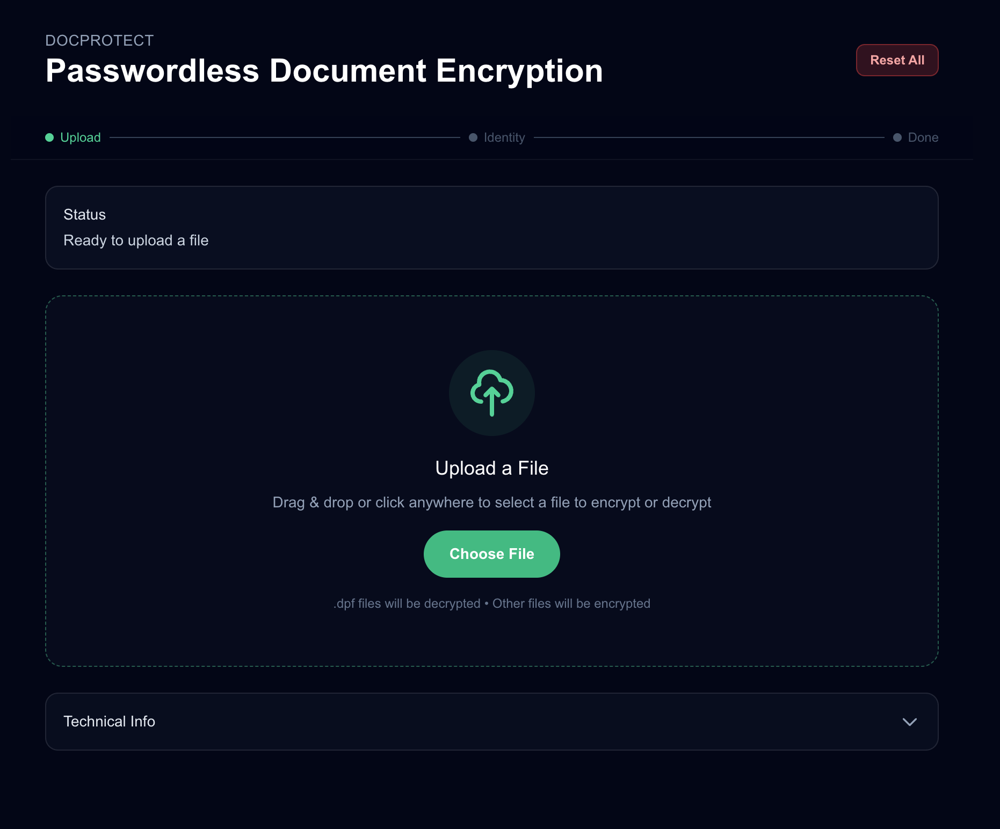 DOCPROTECT
Passwordless Document Encryption
Reset All
Upload
Identity
Done
Status
Ready to upload a file
Upload a File
Drag & drop or click anywhere to select a file to encrypt or decrypt
Choose File
.dpf files will be decrypted • Other files will be encrypted
Technical Info